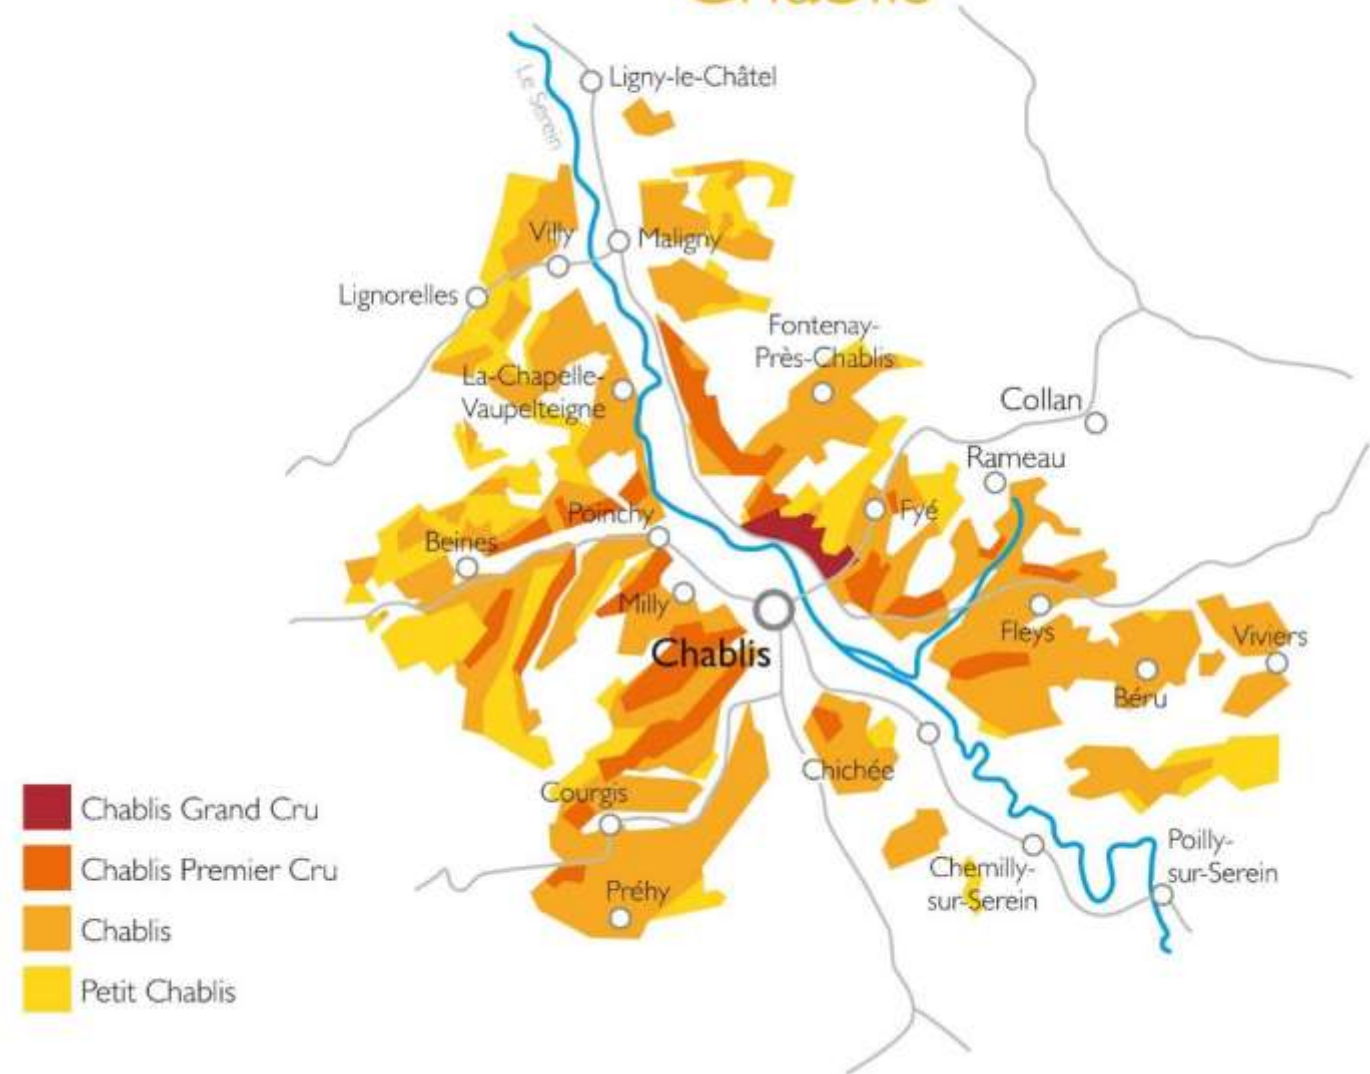 Chablis
Le Serein
Ligny-le-Châtel
Villy
Maligny
Lignorelles
Fontenay-
Près-Chablis
La-Chapelle-
Vaupelteigne
Collan
Rameau
Poinchy
Fyé
Beines
Milly
Chablis
Fleys
Viviers
Béru
Chichée
Courgis
Chemilly-
sur-Serein
Poilly-
sur-Serein
Préhy
Chablis Grand Cru
Chablis Premier Cru
Chablis
Petit Chablis